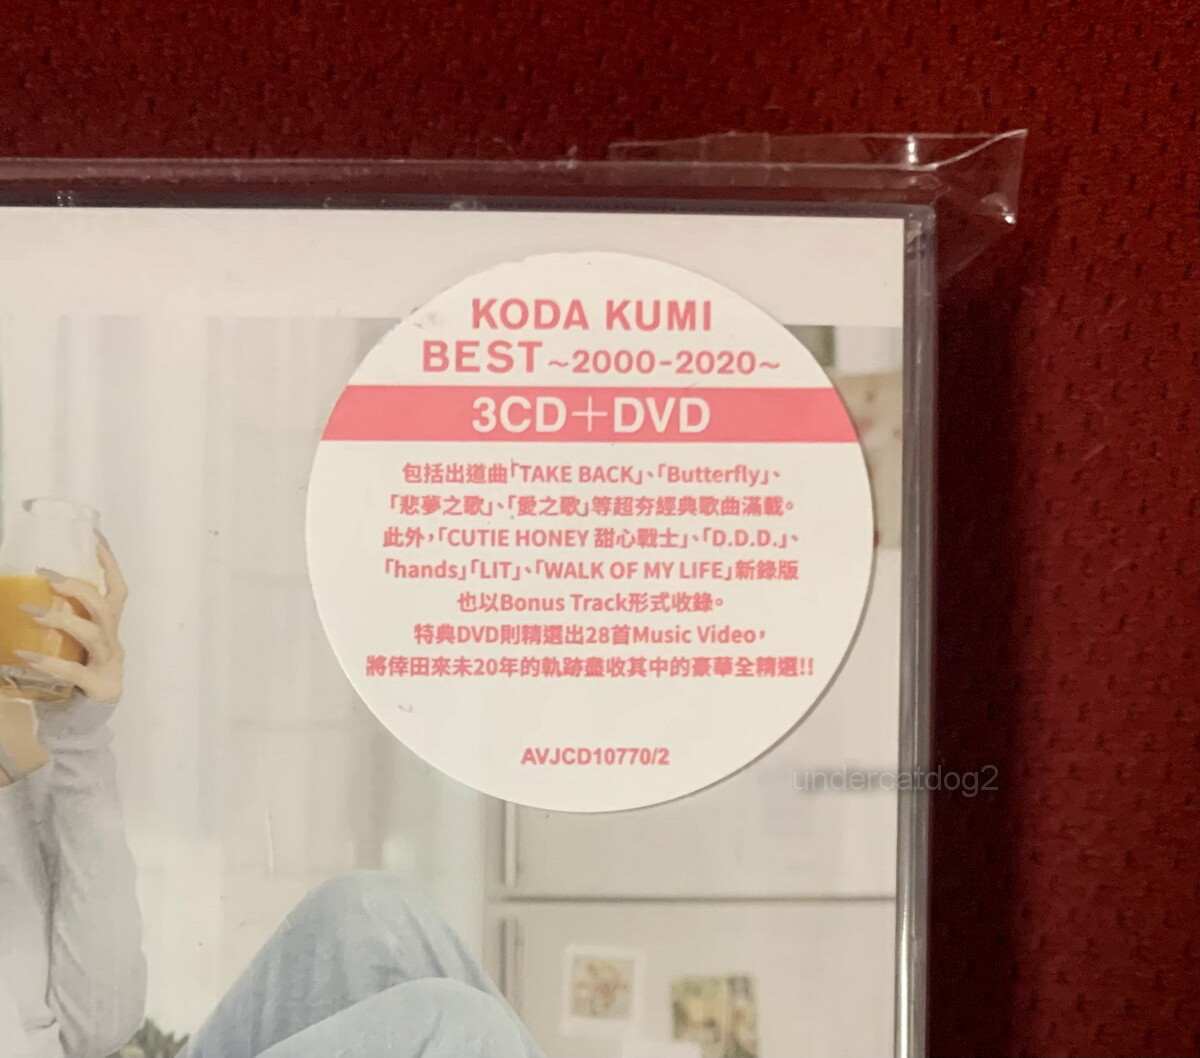 KODA KUMI
BEST～2000-2020～
3CD＋DVD
包括出道曲「TAKE BACK」、「Butterfly」、
「悲夢之歌」、「愛之歌」等超夯經典歌曲滿載。
此外，「CUTIE HONEY 甜心戰士」、「D.D.D.」、
「hands」「LIT」、「WALK OF MY LIFE」新錄版
也以Bonus Track形式收錄。
特典DVD則精選出28首Music Video，
將倖田來未20年的軌跡盡收其中的豪華全精選!!
AVJCD10770/2
undercatdog2